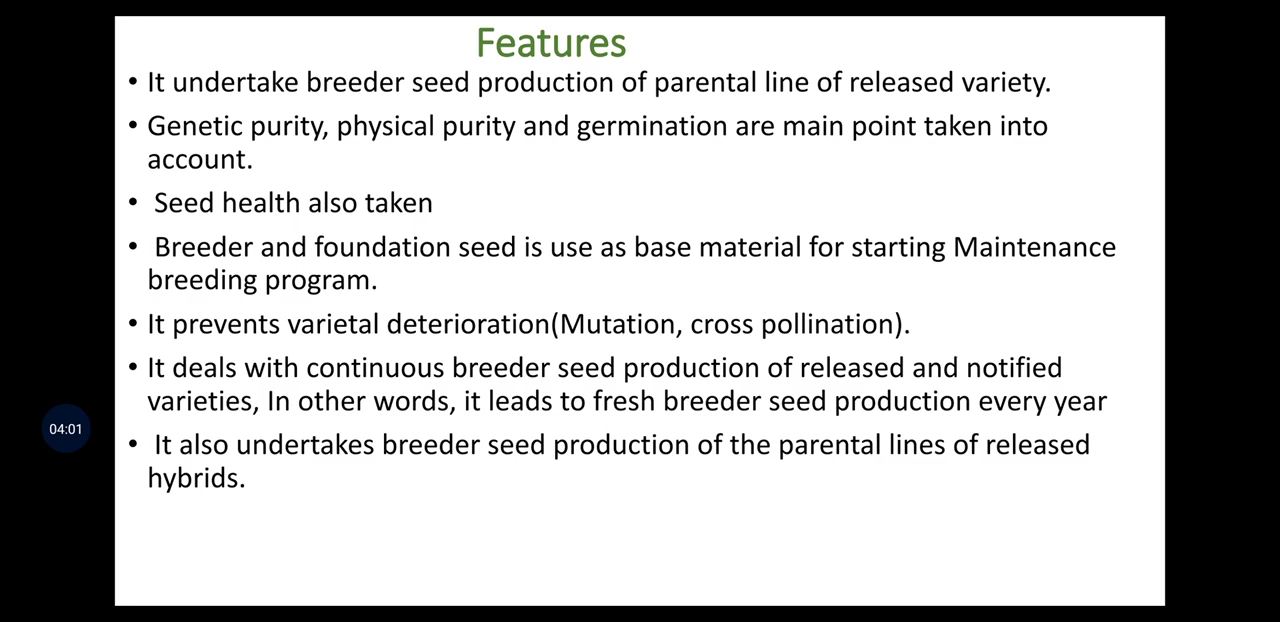 Features
• It undertake breeder seed production of parental line of released variety.
• Genetic purity, physical purity and germination are main point taken into
account.
• Seed health also taken
• Breeder and foundation seed is use as base material for starting Maintenance
breeding program.
• It prevents varietal deterioration(Mutation, cross pollination).
• It deals with continuous breeder seed production of released and notified
varieties, In other words, it leads to fresh breeder seed production every year
04:01
• It also undertakes breeder seed production of the parental lines of released
hybrids.